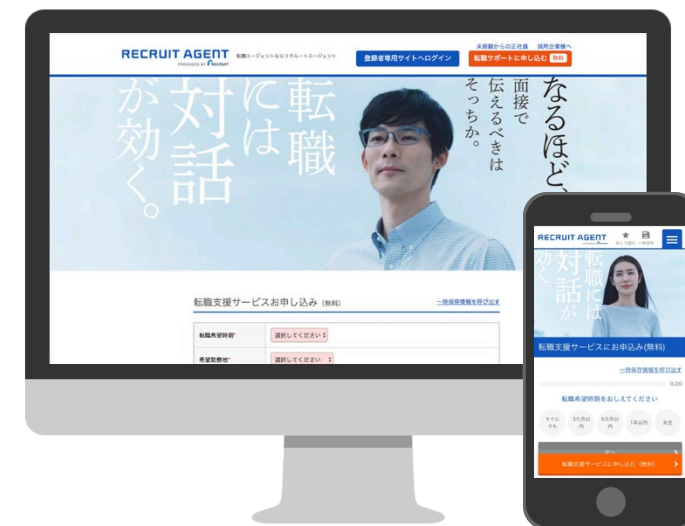 RECRUIT AGENT
PRODUCED BY RECRUIT
転職エージェントならリクルートエージェント
未経験からの正社員
採用企業様へ
登録者専用サイトへログイン
転職サポートに申し込む 無料
なるほど、
面接で
伝えるべきは
そっちか。
転職
には
対話
が効く。
転職支援サービスお申し込み (無料)
一時保存情報を呼び出す
転職希望時期*
選択してください
希望勤務地*
選択してください
RECRUIT AGENT
転職
には
対話
が
効く。
転職支援サービスにお申込み(無料)
一時保存情報を呼び出す
0/20
転職希望時期をおしえてください
すぐにでも
3カ月以内
6カ月以内
1年以内
未定
次へ
転職支援サービスに申し込む (無料)